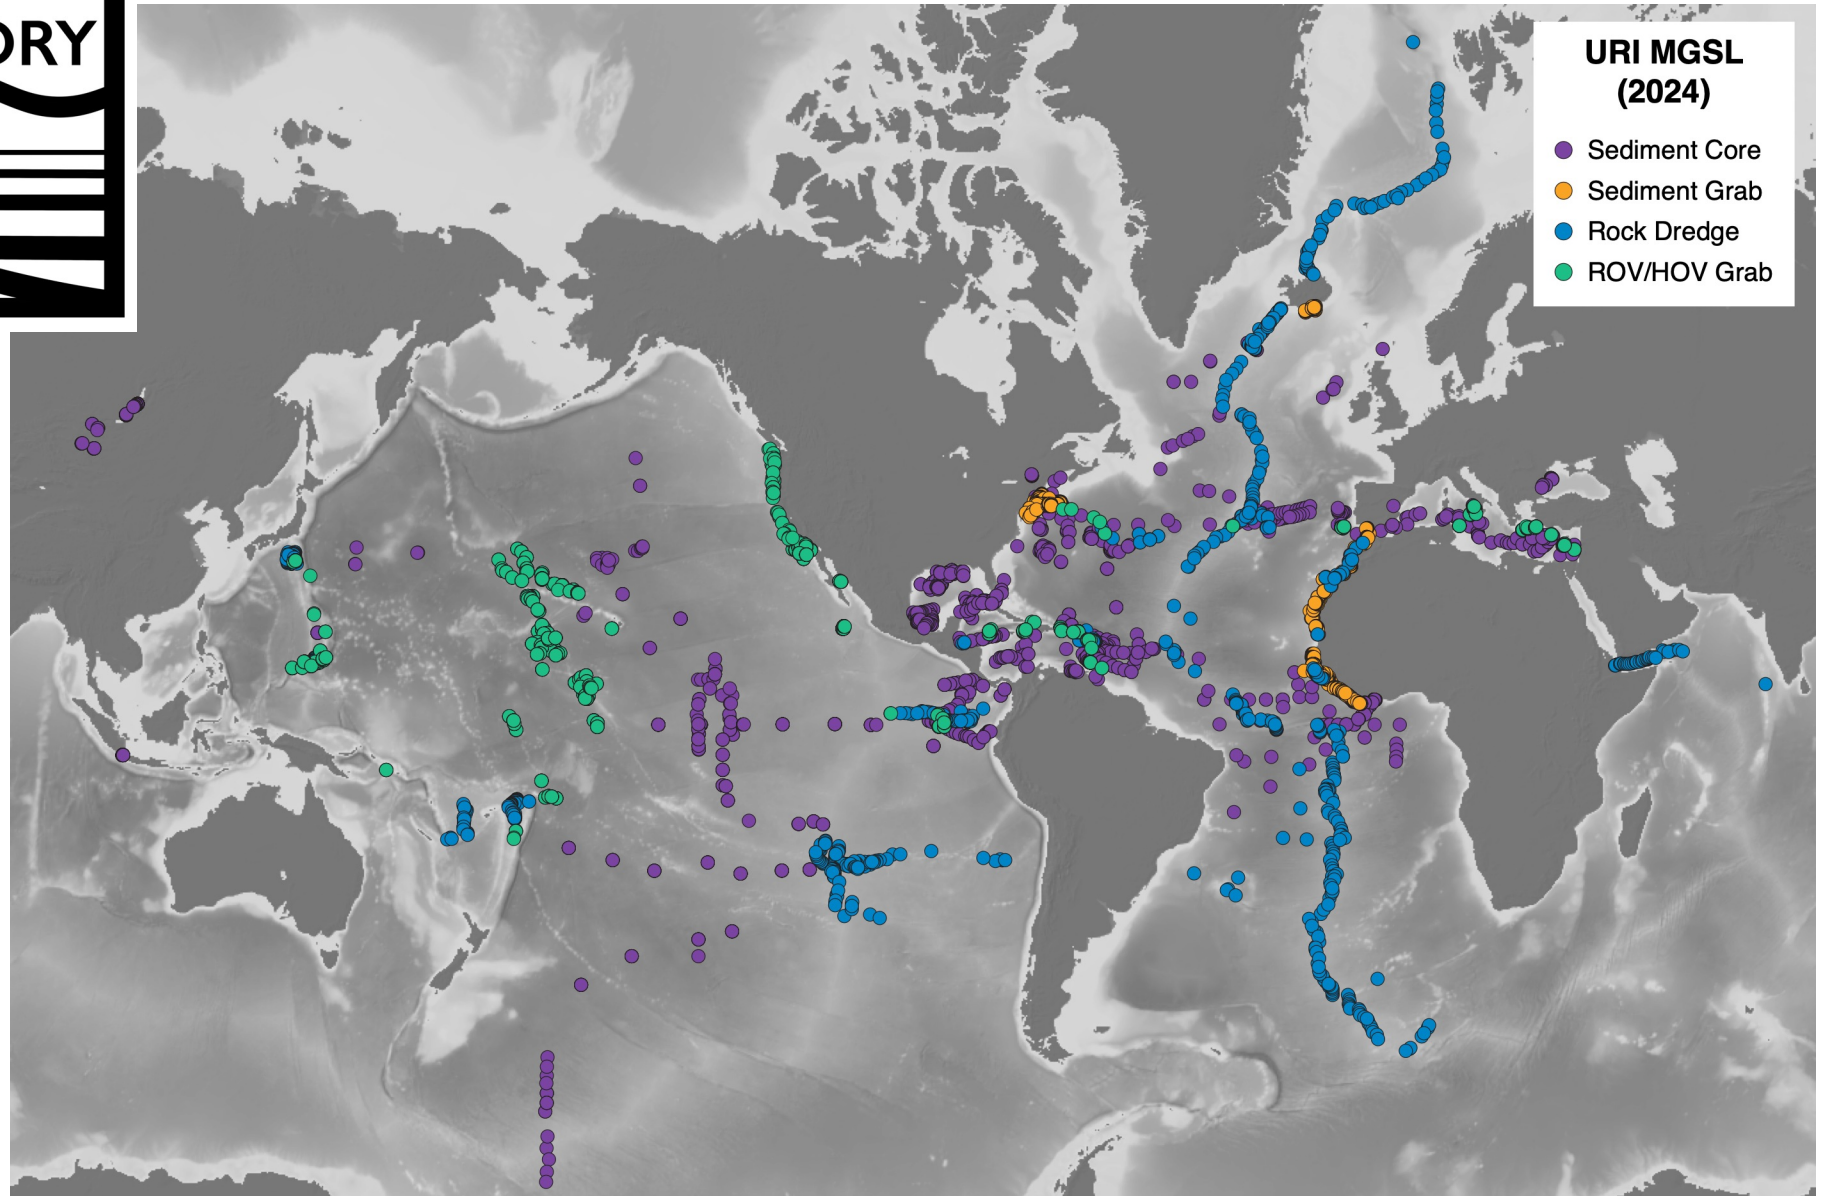 ORY
URI MGSL
(2024)
Sediment Core
Sediment Grab
Rock Dredge
ROV/HOV Grab